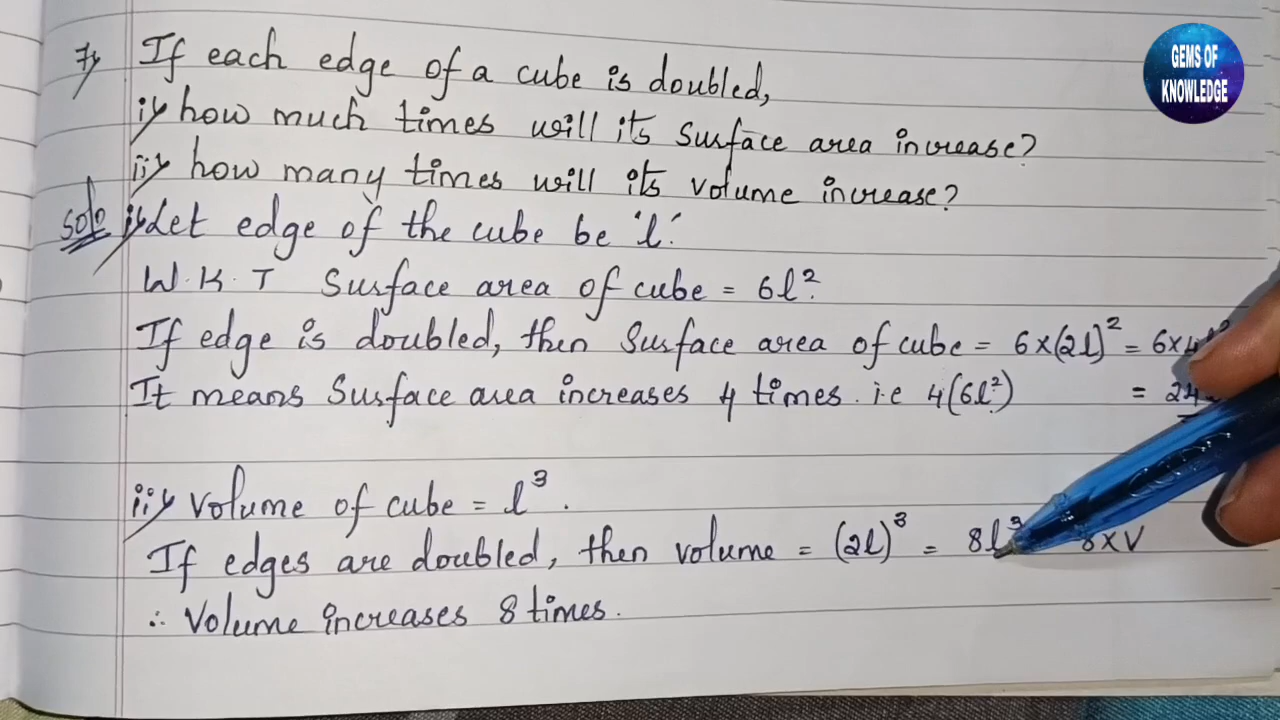 7) If each edge of a cube is doubled,
i) how much times will its surface area increase?
ii) how many times will its volume increase?
Soln i) Let edge of the cube be 'l'.
W.K.T Surface area of cube = 6l².
If edge is doubled, then Surface area of cube = 6×(2l)² = 6×4l²
It means Surface area increases 4 times. i.e 4(6l²) = 24
ii) Volume of cube = l³.
If edges are doubled, then volume = (2l)³ = 8l³ 8×V
∴ Volume increases 8 times.
GEMS OF
KNOWLEDGE